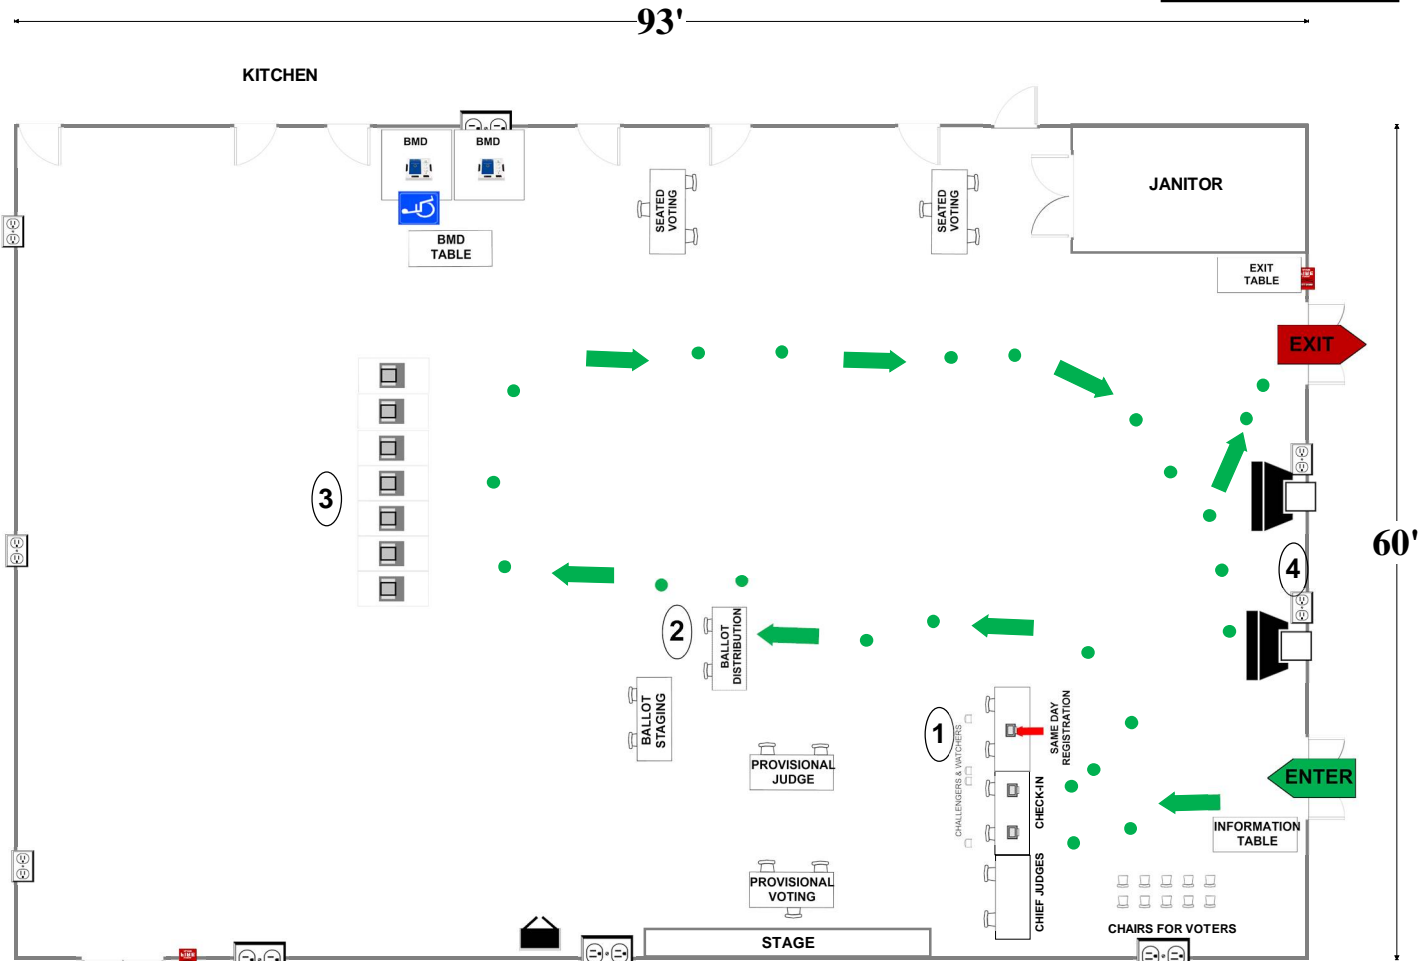 93'
KITCHEN
BMD
BMD
BMD
TABLE
SEATED
VOTING
SEATED
VOTING
JANITOR
EXIT
TABLE
EXIT
3
4
60'
2
BALLOT
DISTRIBUTION
BALLOT
STAGING
1
CHALLENGERS & WATCHERS
SAME DAY
REGISTRATION
CHECK-IN
CHIEF JUDGES
PROVISIONAL
JUDGE
PROVISIONAL
VOTING
ENTER
INFORMATION
TABLE
CHAIRS FOR VOTERS
STAGE